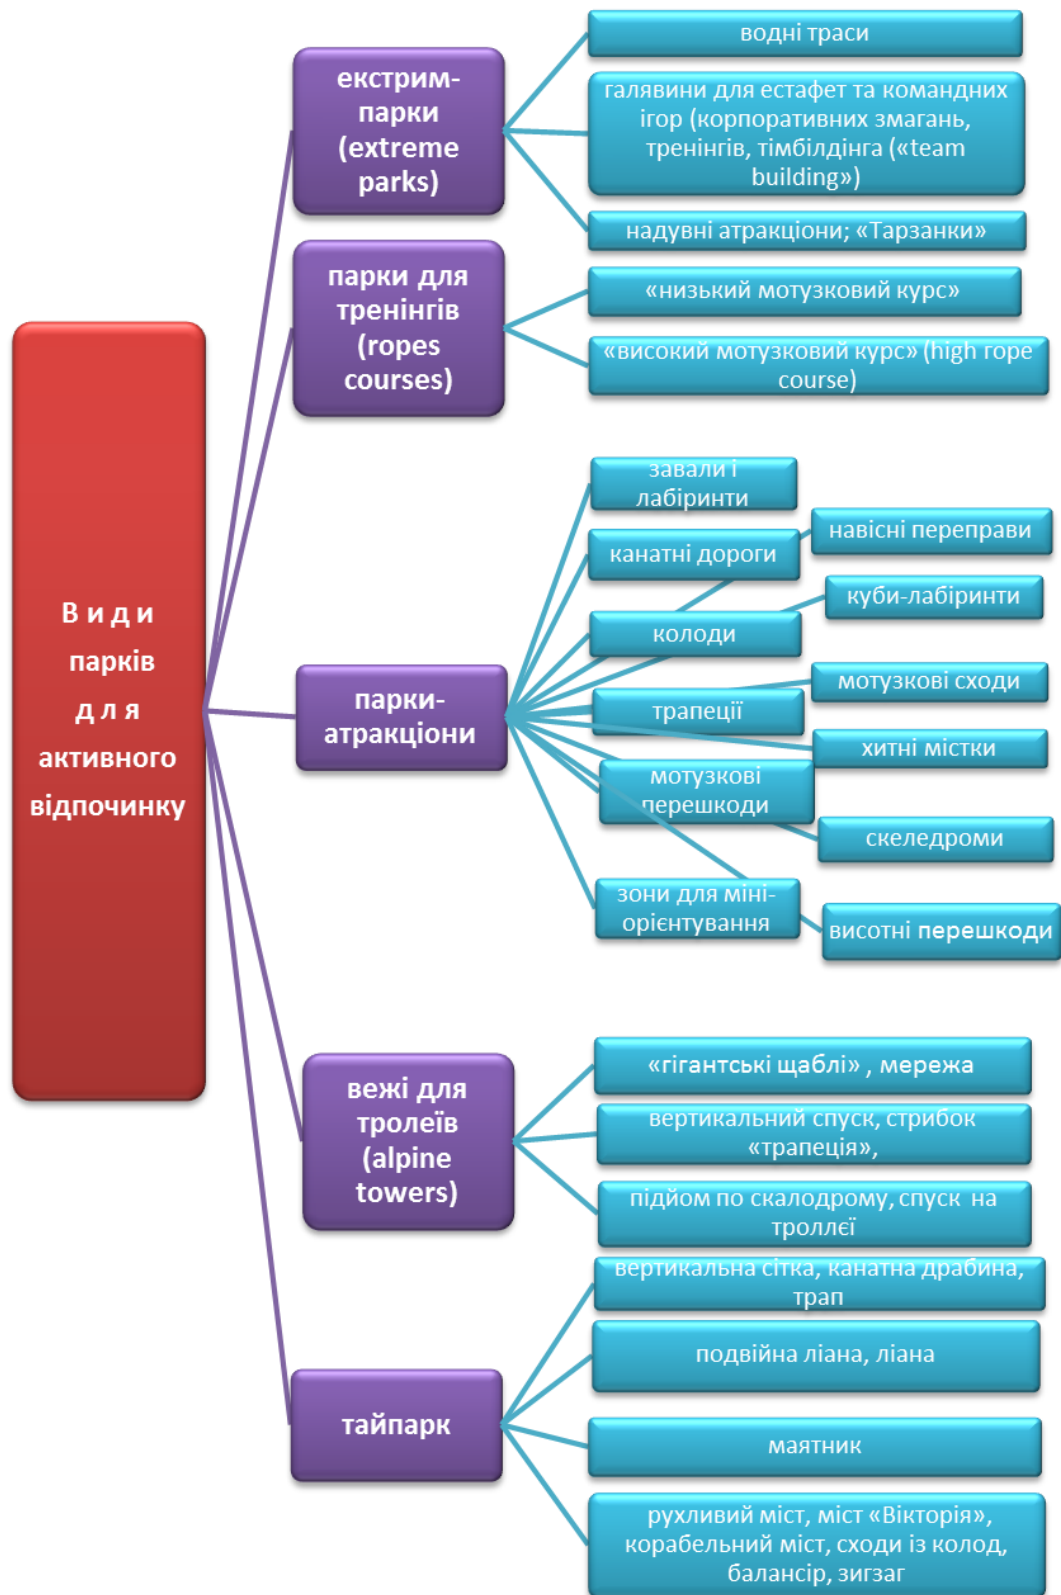 В и д и
парків
д л я
активного
відпочинку
екстрим-
парки
(extreme
parks)
водні траси
галявини для естафет та командних
ігор (корпоративних змагань,
тренінгів, тімбілдінга («team
building»)
надувні атракціони; «Тарзанки»
парки для
тренінгів
(ropes
courses)
«низький мотузковий курс»
«високий мотузковий курс» (high rope
course)
парки-
атракціони
завали і
лабіринти
навісні переправи
канатні дороги
куби-лабіринти
колоди
мотузкові сходи
трапеції
хитні містки
мотузкові
перешкоди
скеледроми
зони для міні-
орієнтування
висотні перешкоди
вежі для
тролеїв
(alpine
towers)
«гігантські щаблі» , мережа
вертикальний спуск, стрибок
«трапеція»,
підйом по скалодрому, спуск на
троллєї
тайпарк
вертикальна сітка, канатна драбина,
трап
подвійна ліана, ліана
маятник
рухливий міст, міст «Вікторія»,
корабельний міст, сходи із колод,
балансір, зигзаг